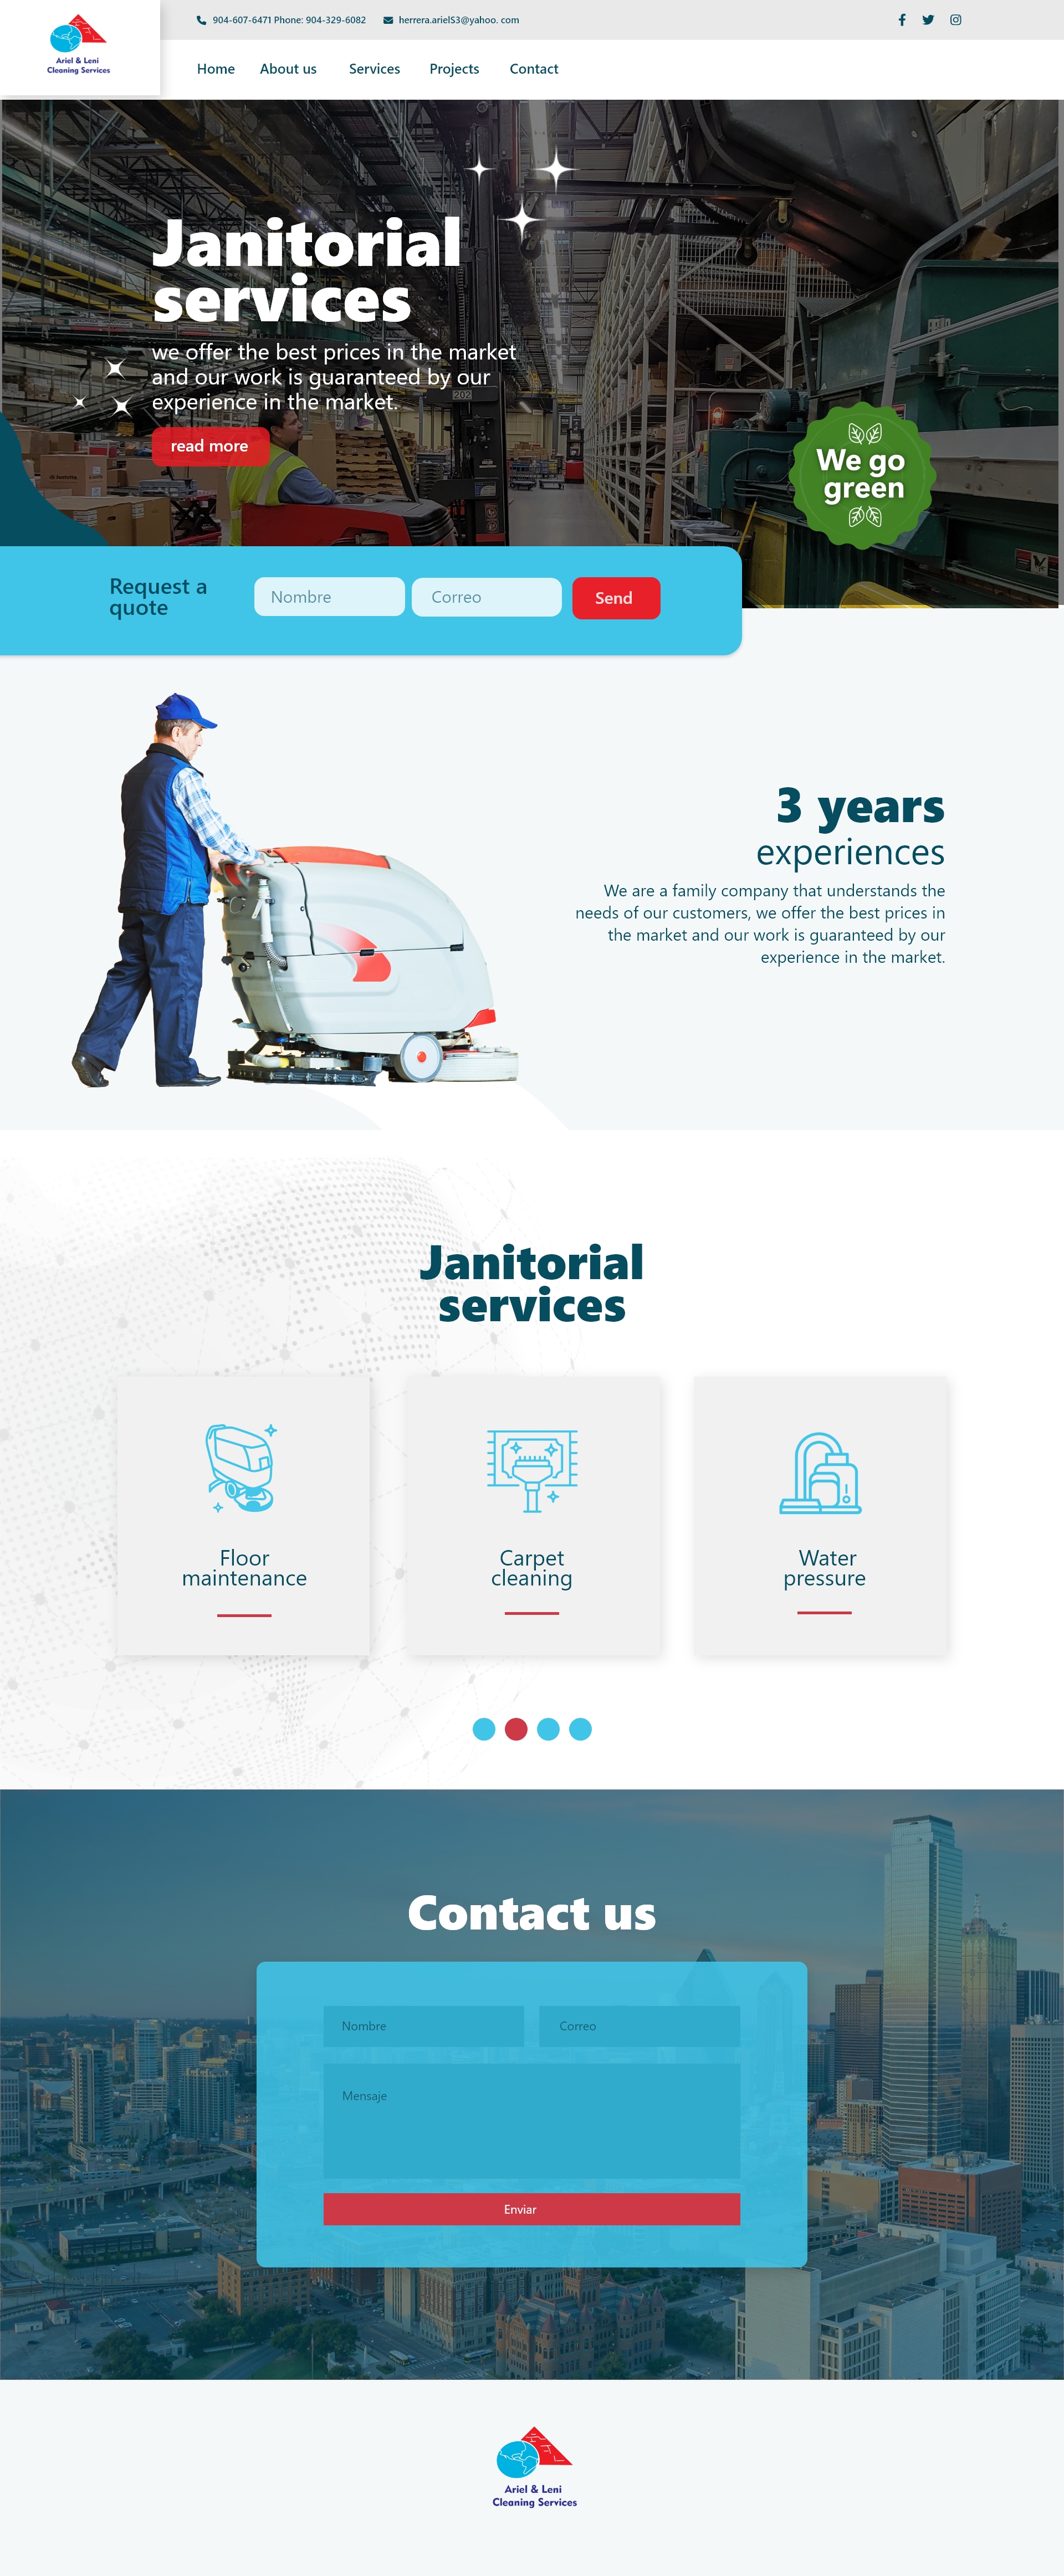 Ariel & Leni
Cleaning Services
904-607-6471 Phone: 904-329-6082
herrera.arielS3@yahoo. com
Home
About us
Services
Projects
Contact
Janitorial
services
we offer the best prices in the market
and our work is guaranteed by our
experience in the market.
202
read more
We go
green
Request a
quote
Nombre
Correo
Send
3 years
experiences
We are a family company that understands the
needs of our customers, we offer the best prices in
the market and our work is guaranteed by our
experience in the market.
Janitorial
services
Floor
maintenance
Carpet
cleaning
Water
pressure
Contact us
Nombre
Correo
Mensaje
Enviar
Ariel & Leni
Cleaning Services